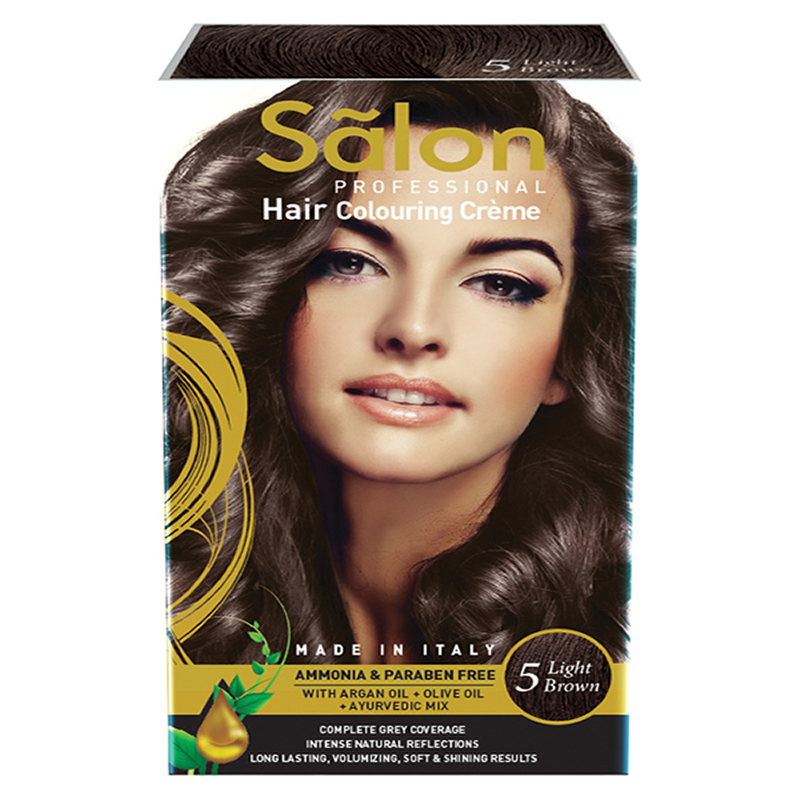 5 Light
Brown
Sãlon
PROFESSIONAL
Hair Colouring Crème
MADE IN ITALY
AMMONIA & PARABEN FREE
WITH ARGAN OIL + OLIVE OIL
+ AYURVEDIC MIX
5 Light
Brown
COMPLETE GREY COVERAGE
INTENSE NATURAL REFLECTIONS
LONG LASTING, VOLUMIZING, SOFT & SHINING RESULTS